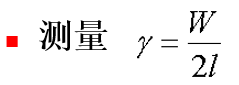 测量 γ = W / 2l